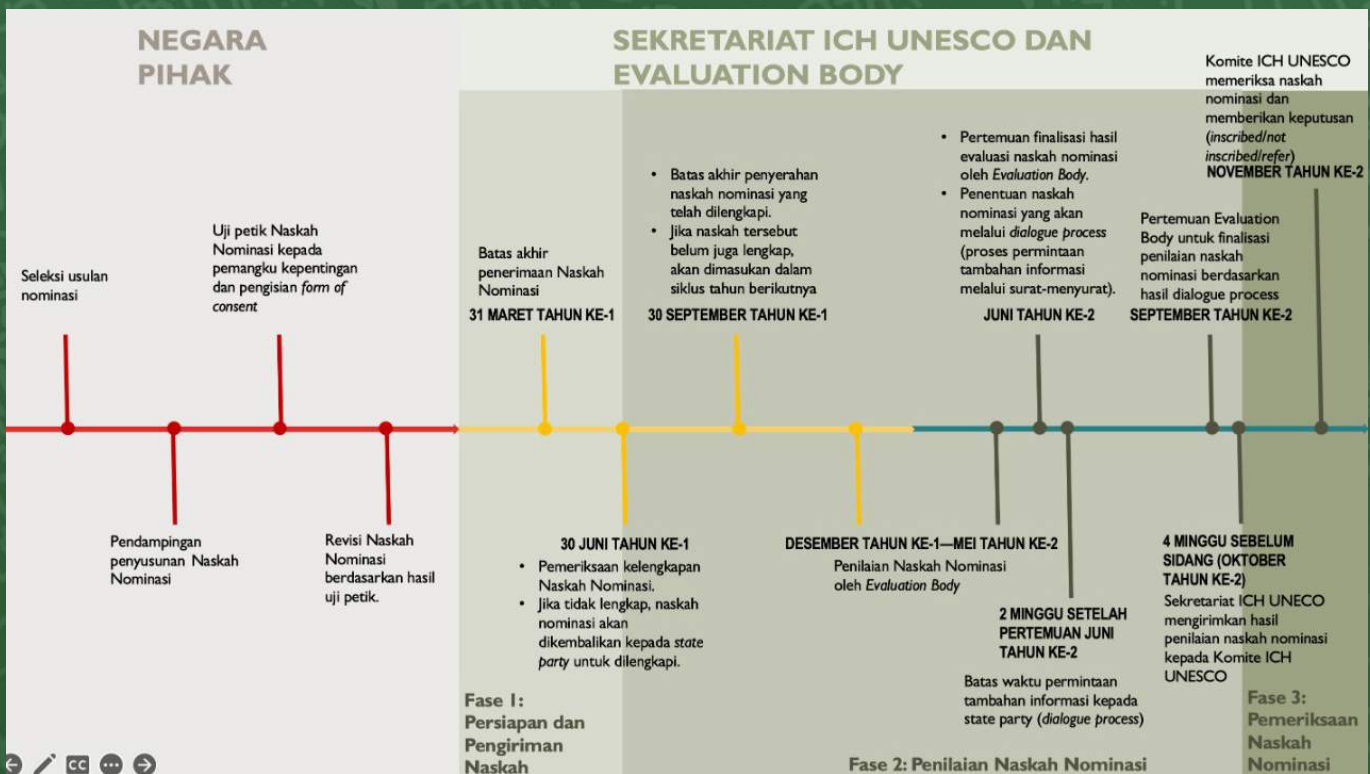 NEGARA
PIHAK
SEKRETARIAT ICH UNESCO DAN
EVALUATION BODY
Seleksi usulan
nominasi
Pendampingan
penyusunan Naskah
Nominasi
Uji petik Naskah
Nominasi kepada
pemangku kepentingan
dan pengisian form of
consent
Revisi Naskah
Nominasi
berdasarkan hasil
uji petik.
Batas akhir
penerimaan Naskah
Nominasi
31 MARET TAHUN KE-1
30 JUNI TAHUN KE-1
• Pemeriksaan kelengkapan
Naskah Nominasi.
• Jika tidak lengkap, naskah
nominasi akan
dikembalikan kepada state
party untuk dilengkapi.
• Batas akhir penyerahan
naskah nominasi yang
telah dilengkapi.
• Jika naskah tersebut
belum juga lengkap,
akan dimasukan dalam
siklus tahun berikutnya
30 SEPTEMBER TAHUN KE-1
DESEMBER TAHUN KE-1—MEI TAHUN KE-2
Penilaian Naskah Nominasi
oleh Evaluation Body
• Pertemuan finalisasi hasil
evaluasi naskah nominasi
oleh Evaluation Body.
• Penentuan naskah
nominasi yang akan
melalui dialogue process
(proses permintaan
tambahan informasi
melalui surat-menyurat).
JUNI TAHUN KE-2
2 MINGGU SETELAH
PERTEMUAN JUNI
TAHUN KE-2
Batas waktu permintaan
tambahan informasi kepada
state party (dialogue process)
Pertemuan Evaluation
Body untuk finalisasi
penilaian naskah
nominasi berdasarkan
hasil dialogue process
SEPTEMBER TAHUN KE-2
4 MINGGU SEBELUM
SIDANG (OKTOBER
TAHUN KE-2)
Sekretariat ICH UNECO
mengirimkan hasil
penilaian naskah nominasi
kepada Komite ICH
UNESCO
Komite ICH UNESCO
memeriksa naskah
nominasi dan
memberikan keputusan
(inscribed/not
inscribed/refer)
NOVEMBER TAHUN KE-2
Fase 1:
Persiapan dan
Pengiriman
Naskah
Fase 2: Penilaian Naskah Nominasi
Fase 3:
Pemeriksaan
Naskah
Nominasi
CC